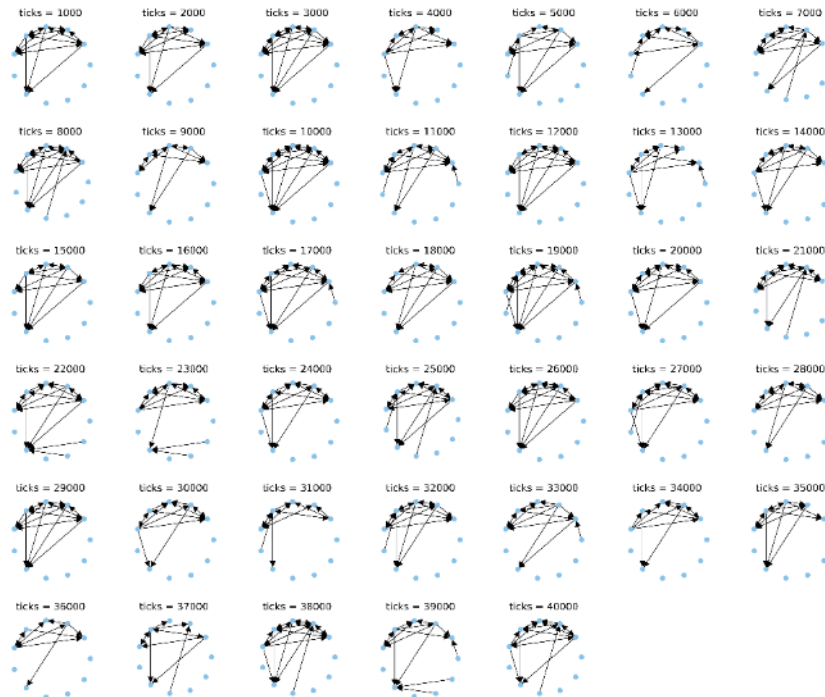 ticks = 1000 ticks = 2000 ticks = 3000 ticks = 4000 ticks = 5000 ticks = 6000 ticks = 7000
ticks = 8000 ticks = 9000 ticks = 10000 ticks = 11000 ticks = 12000 ticks = 13000 ticks = 14000
ticks = 15000 ticks = 16000 ticks = 17000 ticks = 18000 ticks = 19000 ticks = 20000 ticks = 21000
ticks = 22000 ticks = 23000 ticks = 24000 ticks = 25000 ticks = 26000 ticks = 27000 ticks = 28000
ticks = 29000 ticks = 30000 ticks = 31000 ticks = 32000 ticks = 33000 ticks = 34000 ticks = 35000
ticks = 36000 ticks = 37000 ticks = 38000 ticks = 39000 ticks = 40000